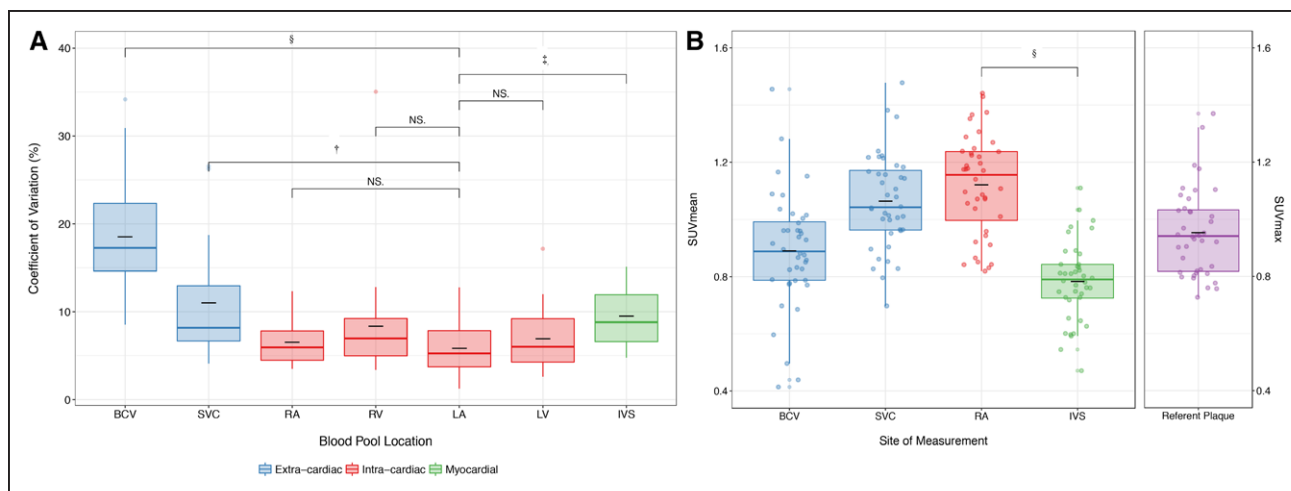 A
40
30
20
10
0
Coefficient of Variation (%)
§
‡.
NS.
NS.
†
NS.
BCV SVC RA RV LA LV IVS
Blood Pool Location
Extra-cardiac Intra-cardiac Myocardial
B
1.6
1.2
0.8
0.4
SUVmean
§
BCV SVC RA IVS
Site of Measurement
1.6
1.2
0.8
0.4
SUVmax
Referent Plaque